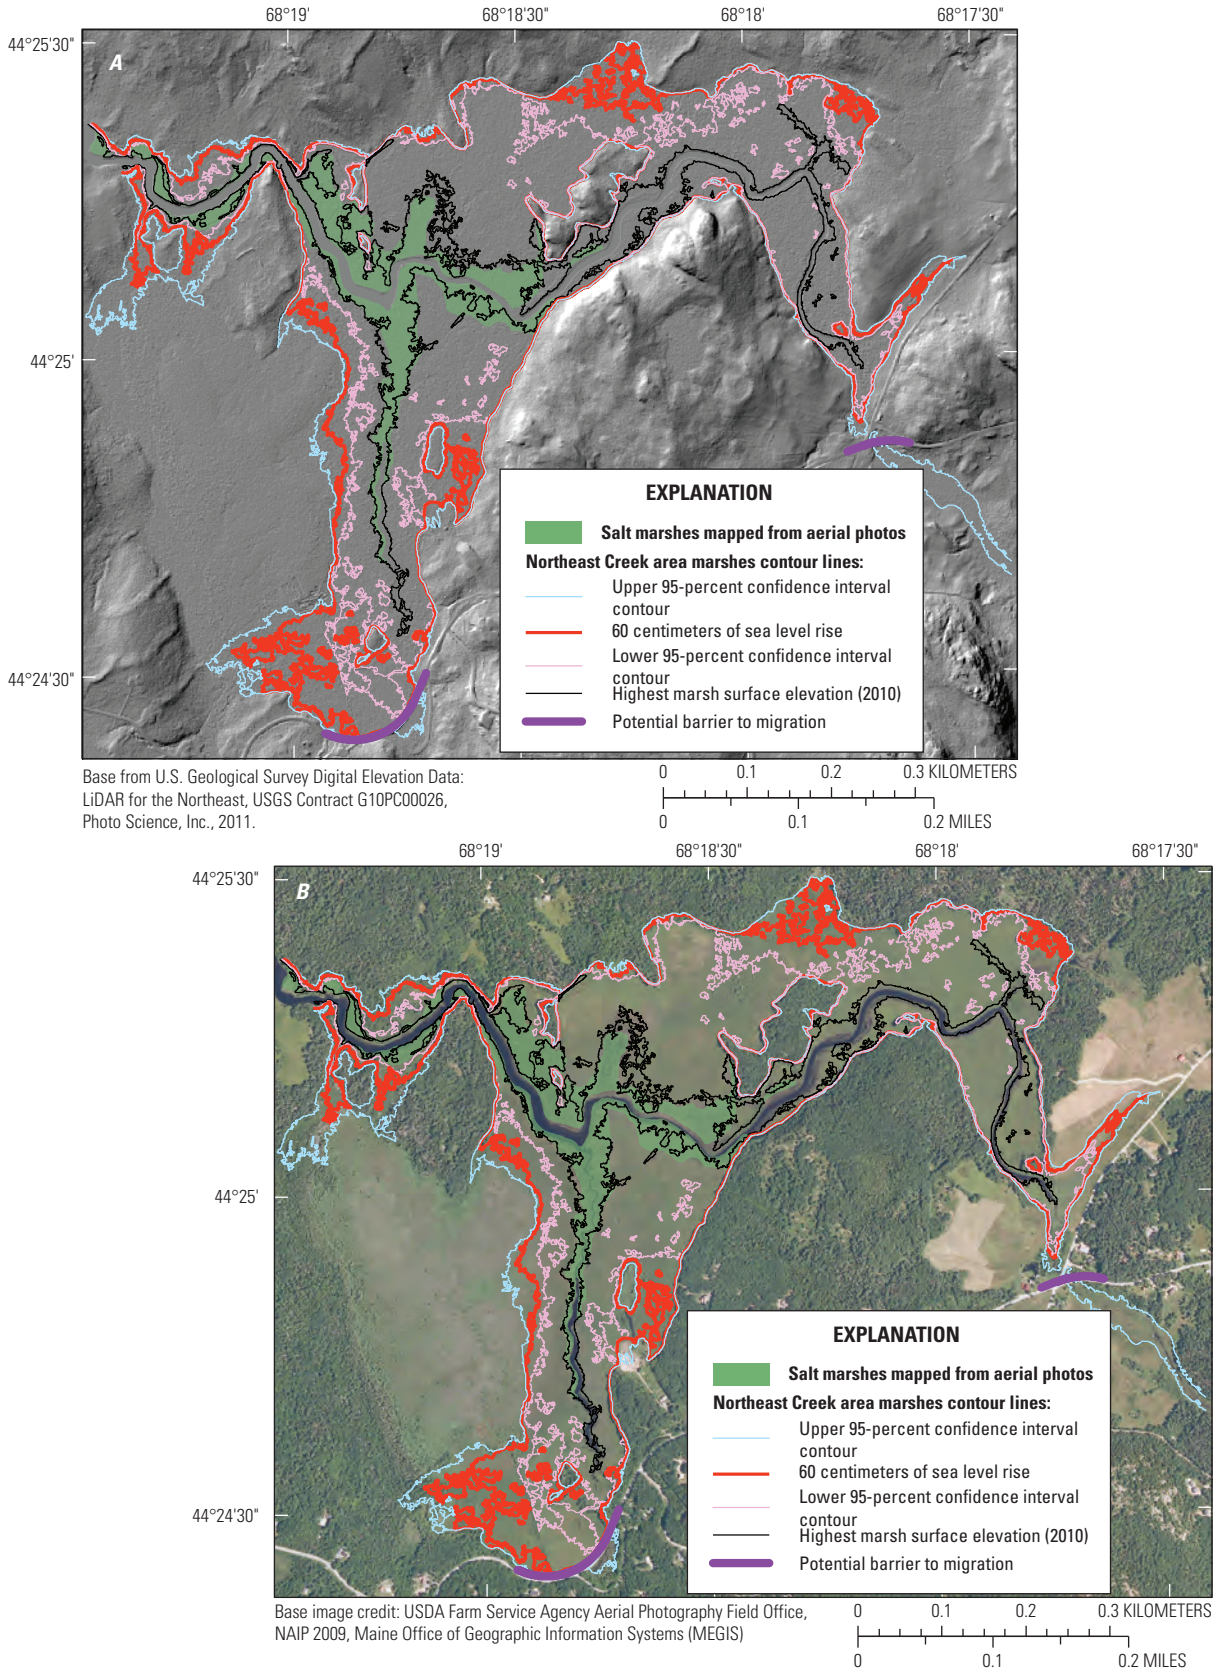 68°19' 68°18'30" 68°18' 68°17'30"
44°25'30"
A
44°25'
44°24'30"
EXPLANATION
Salt marshes mapped from aerial photos
Northeast Creek area marshes contour lines:
Upper 95-percent confidence interval
contour
60 centimeters of sea level rise
Lower 95-percent confidence interval
contour
Highest marsh surface elevation (2010)
Potential barrier to migration
Base from U.S. Geological Survey Digital Elevation Data:
LiDAR for the Northeast, USGS Contract G10PC00026,
Photo Science, Inc., 2011.
0 0.1 0.2 0.3 KILOMETERS
0 0.1 0.2 MILES
68°19' 68°18'30" 68°18' 68°17'30"
44°25'30"
B
44°25'
44°24'30"
EXPLANATION
Salt marshes mapped from aerial photos
Northeast Creek area marshes contour lines:
Upper 95-percent confidence interval
contour
60 centimeters of sea level rise
Lower 95-percent confidence interval
contour
Highest marsh surface elevation (2010)
Potential barrier to migration
Base image credit: USDA Farm Service Agency Aerial Photography Field Office,
NAIP 2009, Maine Office of Geographic Information Systems (MEGIS)
0 0.1 0.2 0.3 KILOMETERS
0 0.1 0.2 MILES